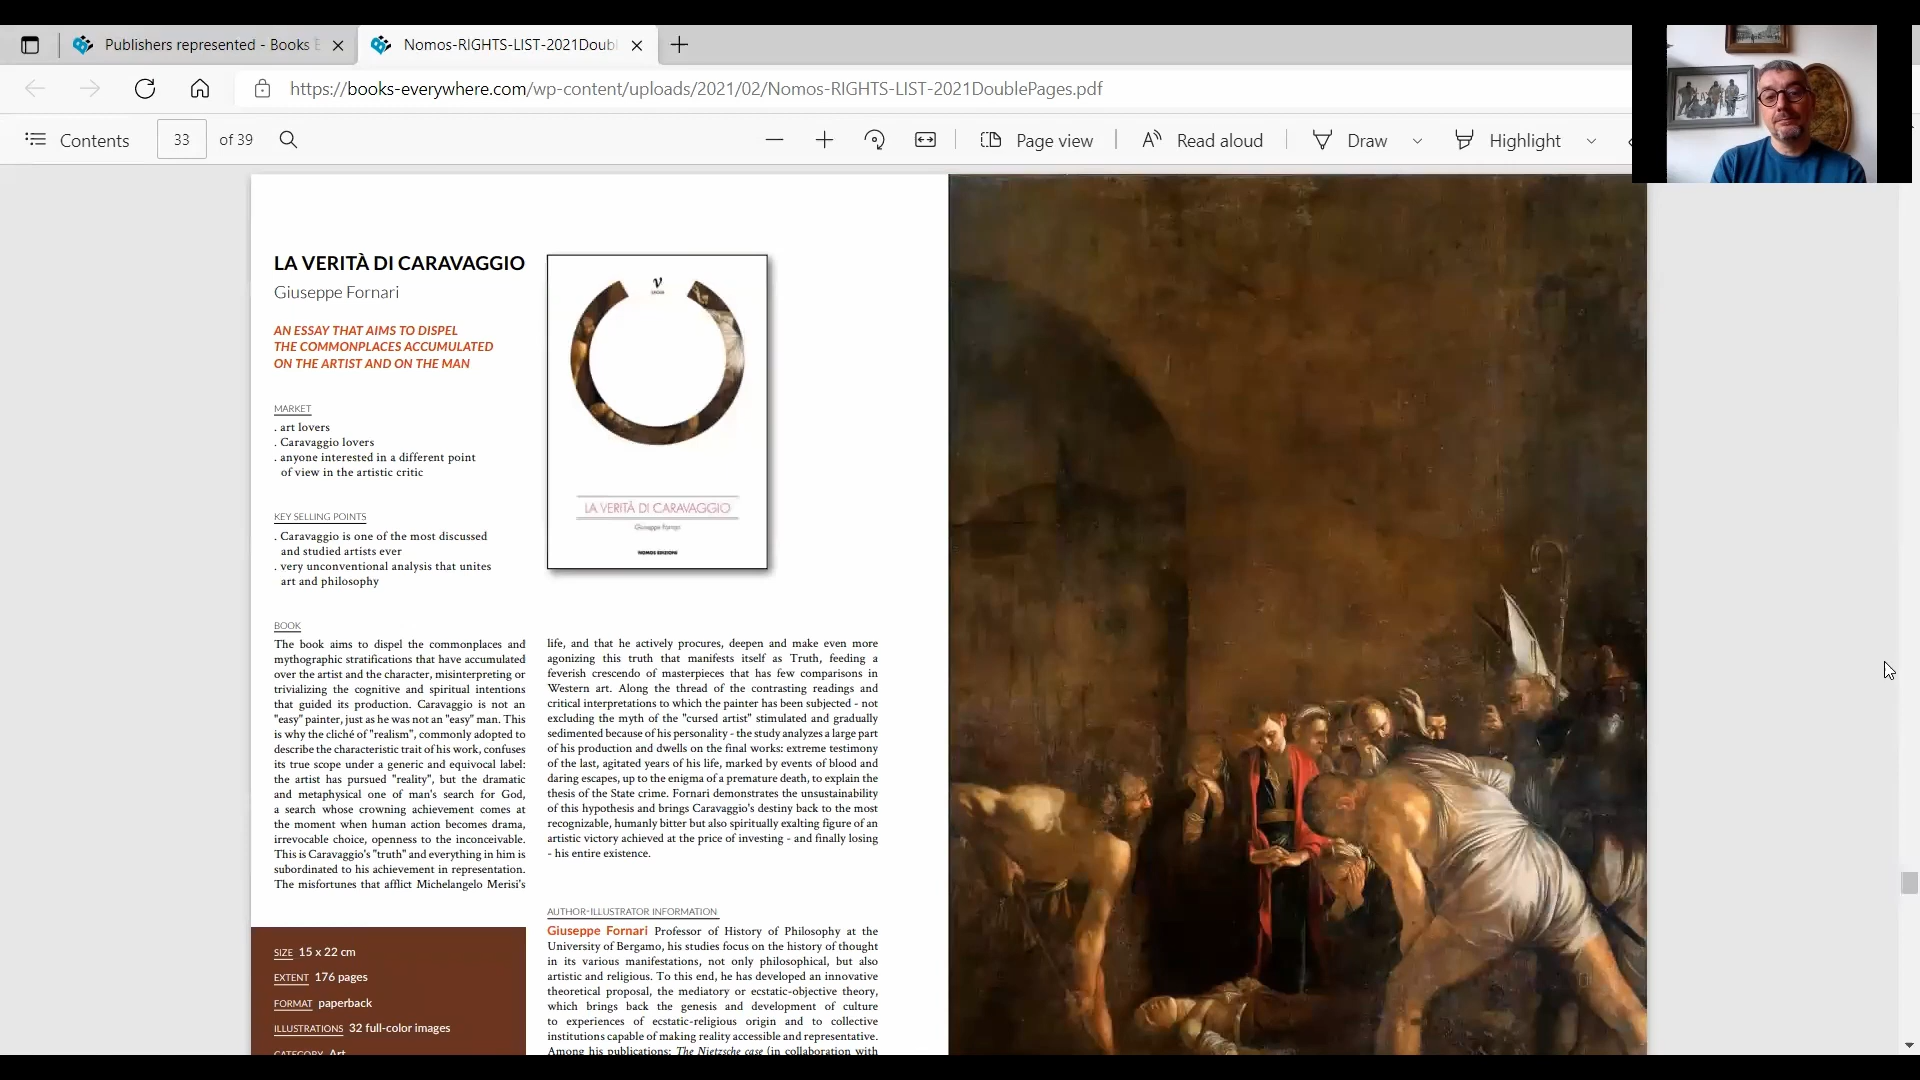 Publishers represented - Books E
Nomos-RIGHTS-LIST-2021Doubl
https://books-everywhere.com/wp-content/uploads/2021/02/Nomos-RIGHTS-LIST-2021DoublePages.pdf
Contents
33
of 39
Page view
Read aloud
Draw
Highlight
LA VERITÀ DI CARAVAGGIO
Giuseppe Fornari
AN ESSAY THAT AIMS TO DISPEL
THE COMMONPLACES ACCUMULATED
ON THE ARTIST AND ON THE MAN
MARKET
. art lovers
. Caravaggio lovers
. anyone interested in a different point
of view in the artistic critic
KEY SELLING POINTS
. Caravaggio is one of the most discussed
and studied artists ever
. very unconventional analysis that unites
art and philosophy
BOOK
The book aims to dispel the commonplaces and
mythographic stratifications that have accumulated
over the artist and the character, misinterpreting or
trivializing the cognitive and spiritual intentions
that guided its production. Caravaggio is not an
"easy" painter, just as he was not an "easy" man. This
is why the cliché of "realism", commonly adopted to
describe the characteristic trait of his work, confuses
its true scope under a generic and equivocal label:
the artist has pursued "reality", but the dramatic
and metaphysical one of man's search for God,
a search whose crowning achievement comes at
the moment when human action becomes drama,
irrevocable choice, openness to the inconceivable.
This is Caravaggio's "truth" and everything in him is
subordinated to his achievement in representation.
The misfortunes that afflict Michelangelo Merisi's
SIZE 15 x 22 cm
EXTENT 176 pages
FORMAT paperback
ILLUSTRATIONS 32 full-color images
CATEGORY Art
V
LA VERITÀ DI CARAVAGGIO
Giuseppe Fornari
NOMOS EDIZIONI
life, and that he actively procures, deepen and make even more
agonizing this truth that manifests itself as Truth, feeding a
feverish crescendo of masterpieces that has few comparisons in
Western art. Along the thread of the contrasting readings and
critical interpretations to which the painter has been subjected - not
excluding the myth of the "cursed artist" stimulated and gradually
sedimented because of his personality - the study analyzes a large part
of his production and dwells on the final works: extreme testimony
of the last, agitated years of his life, marked by events of blood and
daring escapes, up to the enigma of a premature death, to explain the
thesis of the State crime. Fornari demonstrates the unsustainability
of this hypothesis and brings Caravaggio's destiny back to the most
recognizable, humanly bitter but also spiritually exalting figure of an
artistic victory achieved at the price of investing - and finally losing
- his entire existence.
AUTHOR-ILLUSTRATOR INFORMATION
Giuseppe Fornari Professor of History of Philosophy at the
University of Bergamo, his studies focus on the history of thought
in its various manifestations, not only philosophical, but also
artistic and religious. To this end, he has developed an innovative
theoretical proposal, the mediatory or ecstatic-objective theory,
which brings back the genesis and development of culture
to experiences of ecstatic-religious origin and to collective
institutions capable of making reality accessible and representative.
Among his publications: The Nietzsche case (in collaboration with